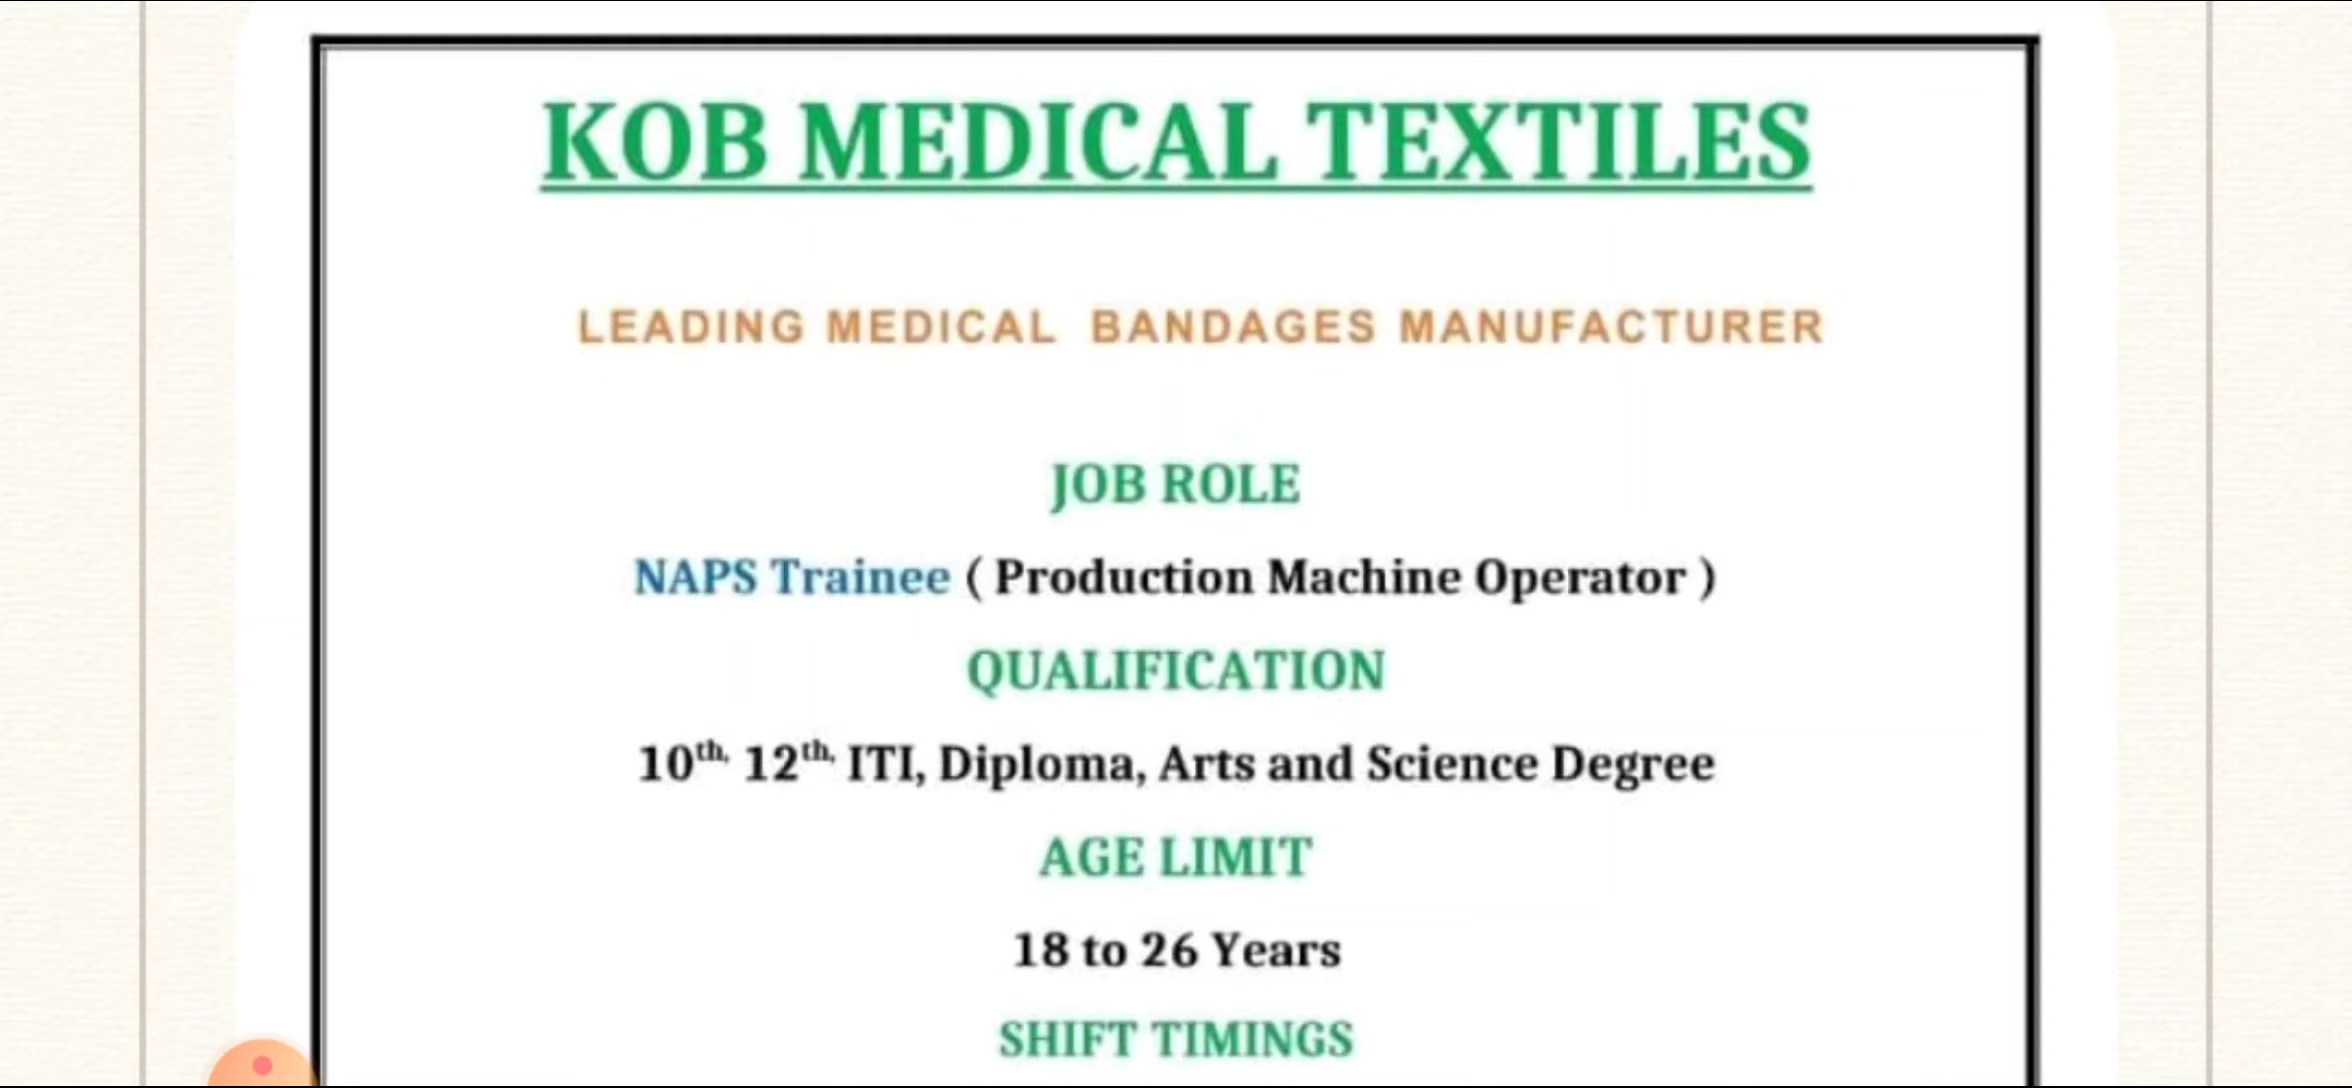 KOB MEDICAL TEXTILES
LEADING MEDICAL BANDAGES MANUFACTURER
JOB ROLE
NAPS Trainee ( Production Machine Operator )
QUALIFICATION
10th, 12th, ITI, Diploma, Arts and Science Degree
AGE LIMIT
18 to 26 Years
SHIFT TIMINGS